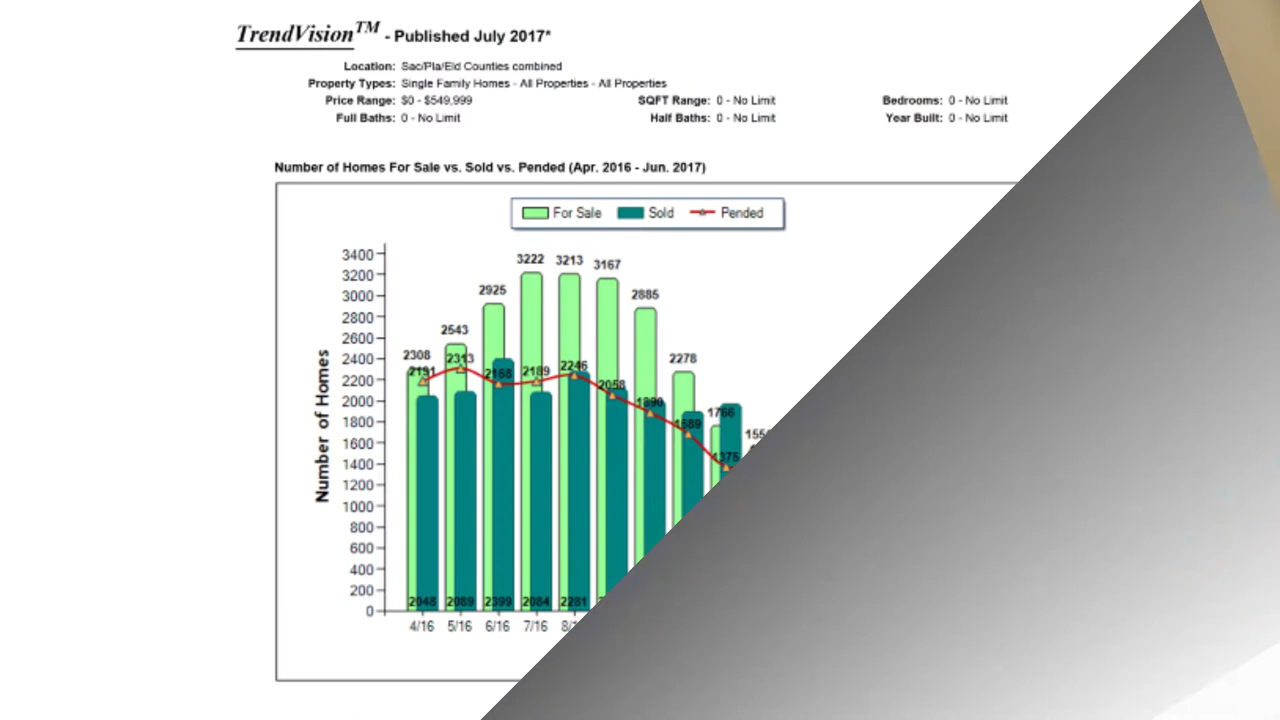 TrendVision™ - Published July 2017*
Location: Sac/Pla/Eld Counties combined
Property Types: Single Family Homes - All Properties - All Properties
Price Range: $0 - $549,999 SQFT Range: 0 - No Limit Bedrooms: 0 - No Limit
Full Baths: 0 - No Limit Half Baths: 0 - No Limit Year Built: 0 - No Limit
Number of Homes For Sale vs. Sold vs. Pended (Apr. 2016 - Jun. 2017)
For Sale Sold Pended
Number of Homes
3400
3200
3000
2800
2600
2400
2200
2000
1800
1600
1400
1200
1000
800
600
400
200
0
2308 2543 2925 3222 3213 3167 2885 2278 1766
2191 2313 2168 2189 2246 2058 1890 1689 1375
2048 2089 2399 2084 2281
4/16 5/16 6/16 7/16